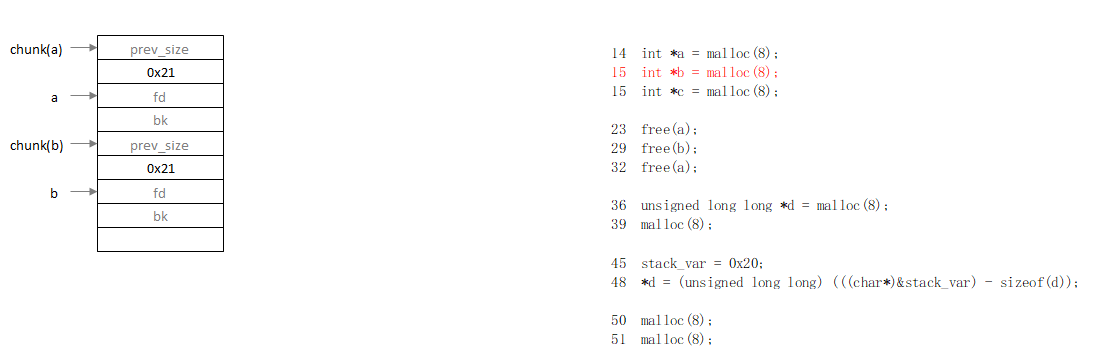 chunk(a)
prev_size
0x21
a
fd
bk
chunk(b)
prev_size
0x21
b
fd
bk
14 int *a = malloc(8);
15 int *b = malloc(8);
15 int *c = malloc(8);
23 free(a);
29 free(b);
32 free(a);
36 unsigned long long *d = malloc(8);
39 malloc(8);
45 stack_var = 0x20;
48 *d = (unsigned long long) (((char*)&stack_var) - sizeof(d));
50 malloc(8);
51 malloc(8);